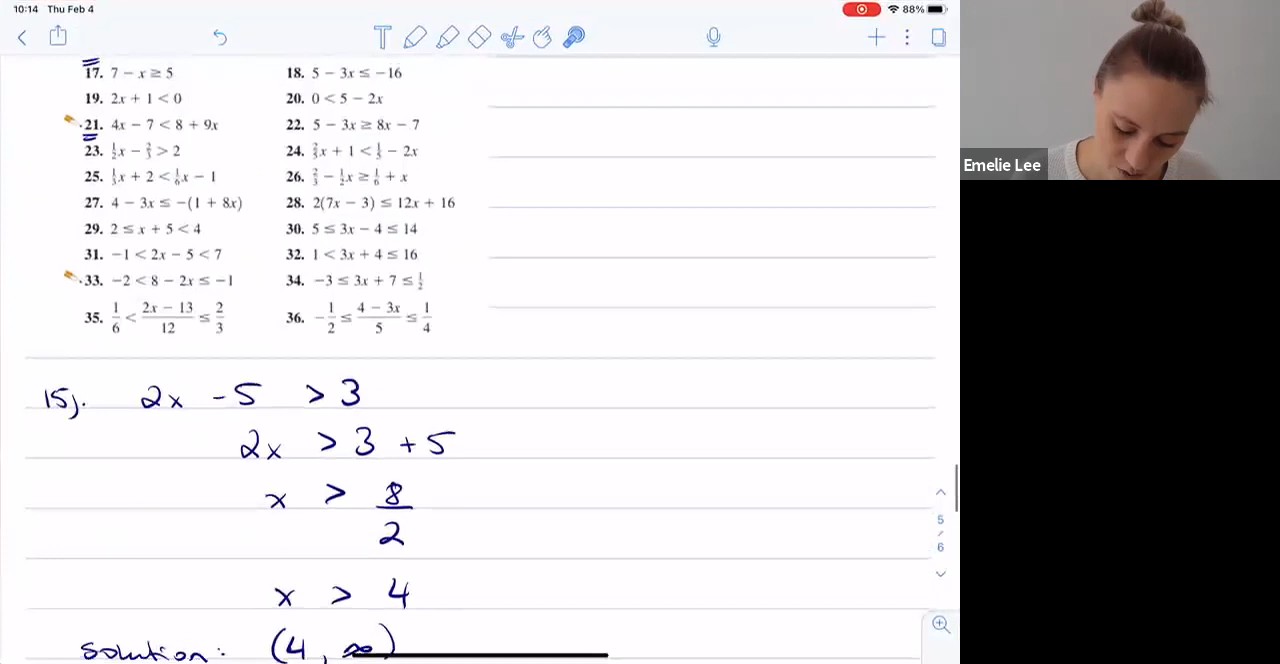 10:14 Thu Feb 4
88%
17. 7 − x ≥ 5
18. 5 − 3x ≤ −16
19. 2x + 1 < 0
20. 0 < 5 − 2x
21. 4x − 7 < 8 + 9x
22. 5 − 3x ≥ 8x − 7
23. ½x − ⅔ > 2
24. ⅖x + 1 < ⅕ − 2x
25. ⅓x + 2 < ⅙x − 1
26. ⅔ − ½x ≥ ⅙ + x
27. 4 − 3x ≤ −(1 + 8x)
28. 2(7x − 3) ≤ 12x + 16
29. 2 ≤ x + 5 < 4
30. 5 ≤ 3x − 4 ≤ 14
31. −1 < 2x − 5 < 7
32. 1 < 3x + 4 ≤ 16
33. −2 < 8 − 2x ≤ −1
34. −3 ≤ 3x + 7 ≤ ½
35. 1/6 < (2x − 13)/12 ≤ 2/3
36. −1/2 ≤ (4 − 3x)/5 ≤ 1/4
15). 2x − 5 > 3
2x > 3 + 5
x > 8/2
x > 4
solution: (4, ∞)
5/6
Emelie Lee